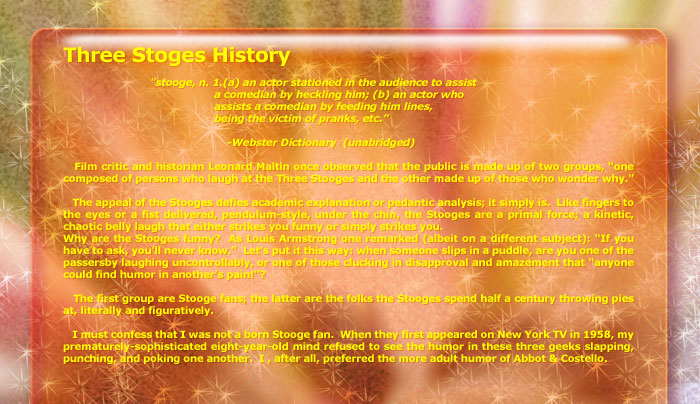 Three Stoges History
"stooge, n. 1.(a) an actor stationed in the audience to assist
a comedian by heckling him; (b) an actor who
assists a comedian by feeding him lines,
being the victim of pranks, etc."
-Webster Dictionary (unabridged)
Film critic and historian Leonard Maltin once observed that the public is made up of two groups, "one
composed of persons who laugh at the Three Stooges and the other made up of those who wonder why."
The appeal of the Stooges defies academic explanation or pedantic analysis; it simply is. Like fingers to
the eyes or a fist delivered, pendulum-style, under the chin, the Stooges are a primal force; a kinetic,
chaotic belly laugh that either strikes you funny or simply strikes you.
Why are the Stooges funny? As Louis Armstrong one remarked (albeit on a different subject): "If you
have to ask, you'll never know." Let's put it this way: when someone slips in a puddle, are you one of the
passersby laughing uncontrollably, or one of those clucking in disapproval and amazement that "anyone
could find humor in another's pain!"?
The first group are Stooge fans; the latter are the folks the Stooges spend half a century throwing pies
at, literally and figuratively.
I must confess that I was not a born Stooge fan. When they first appeared on New York TV in 1958, my
prematurely-sophisticated eight-year-old mind refused to see the humor in these three geeks slapping,
punching, and poking one another. I , after all, preferred the more adult humor of Abbot & Costello.